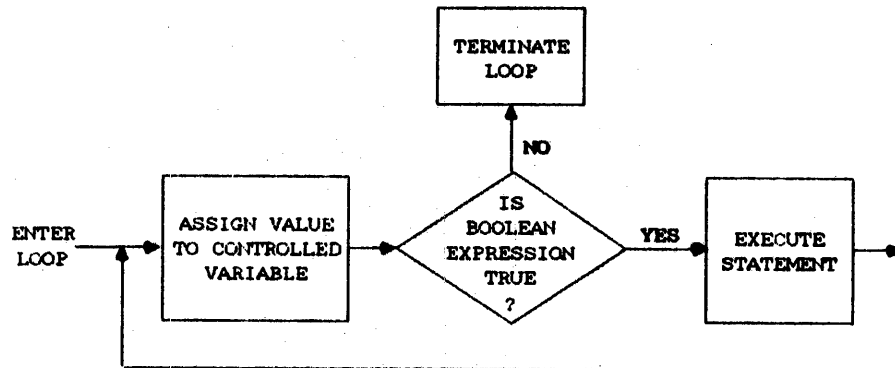 TERMINATE
LOOP
NO
ENTER
LOOP
ASSIGN VALUE
TO CONTROLLED
VARIABLE
IS
BOOLEAN
EXPRESSION
TRUE
?
YES
EXECUTE
STATEMENT